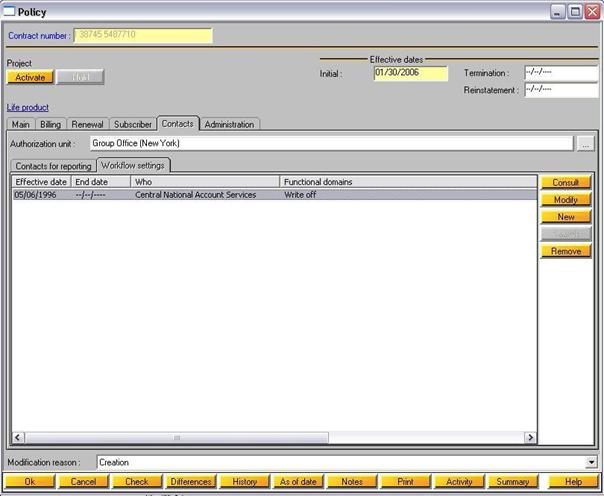 Policy
Contract number : 38745 5487710
Project
Effective dates
Activate Hold Initial : 01/30/2006 Termination : --/--/----
Reinstatement : --/--/----
Life product
Main Billing Renewal Subscriber Contacts Administration
Authorization unit : Group Office (New York) ...
Contacts for reporting Workflow settings
Effective date End date Who Functional domains
05/06/1996 --/--/---- Central National Account Services Write off
Consult
Modify
New
Remove
Modification reason : Creation
Ok Cancel Check Differences History As of date Notes Print Activity Summary Help